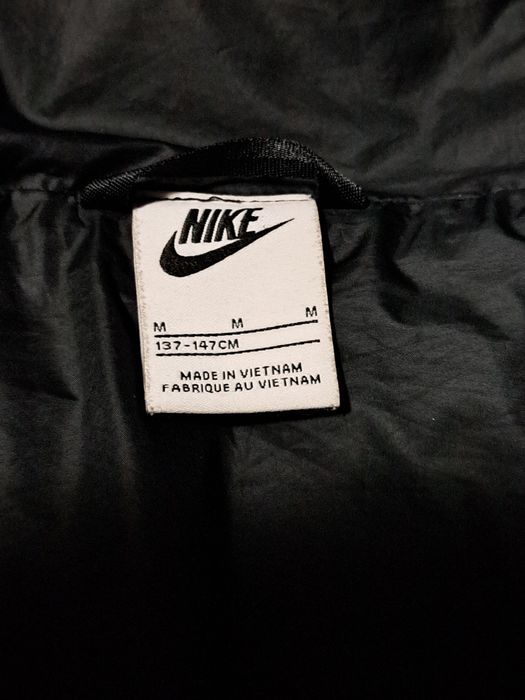 NIKE
M M M
137-147CM
MADE IN VIETNAM
FABRIQUE AU VIETNAM